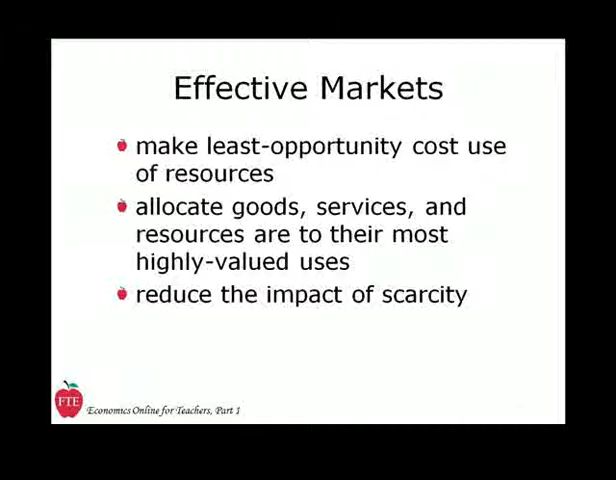 Effective Markets
make least-opportunity cost use
of resources
allocate goods, services, and
resources are to their most
highly-valued uses
reduce the impact of scarcity
FTE
Economics Online for Teachers, Part 1